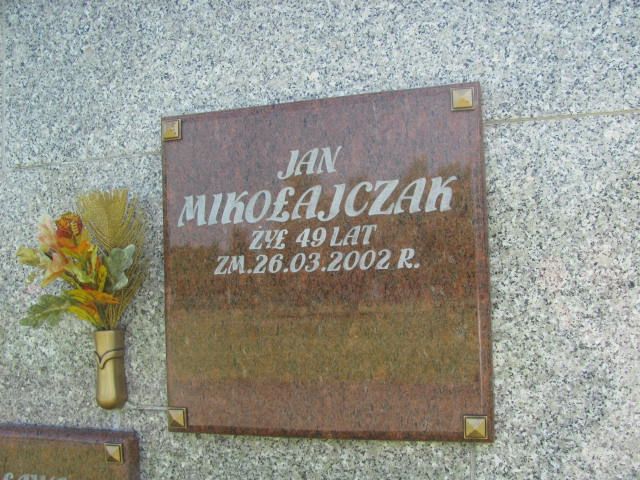 JAN
MIKOŁAJCZAK
ŻYŁ 49 LAT
ZM.26.03.2002 R.